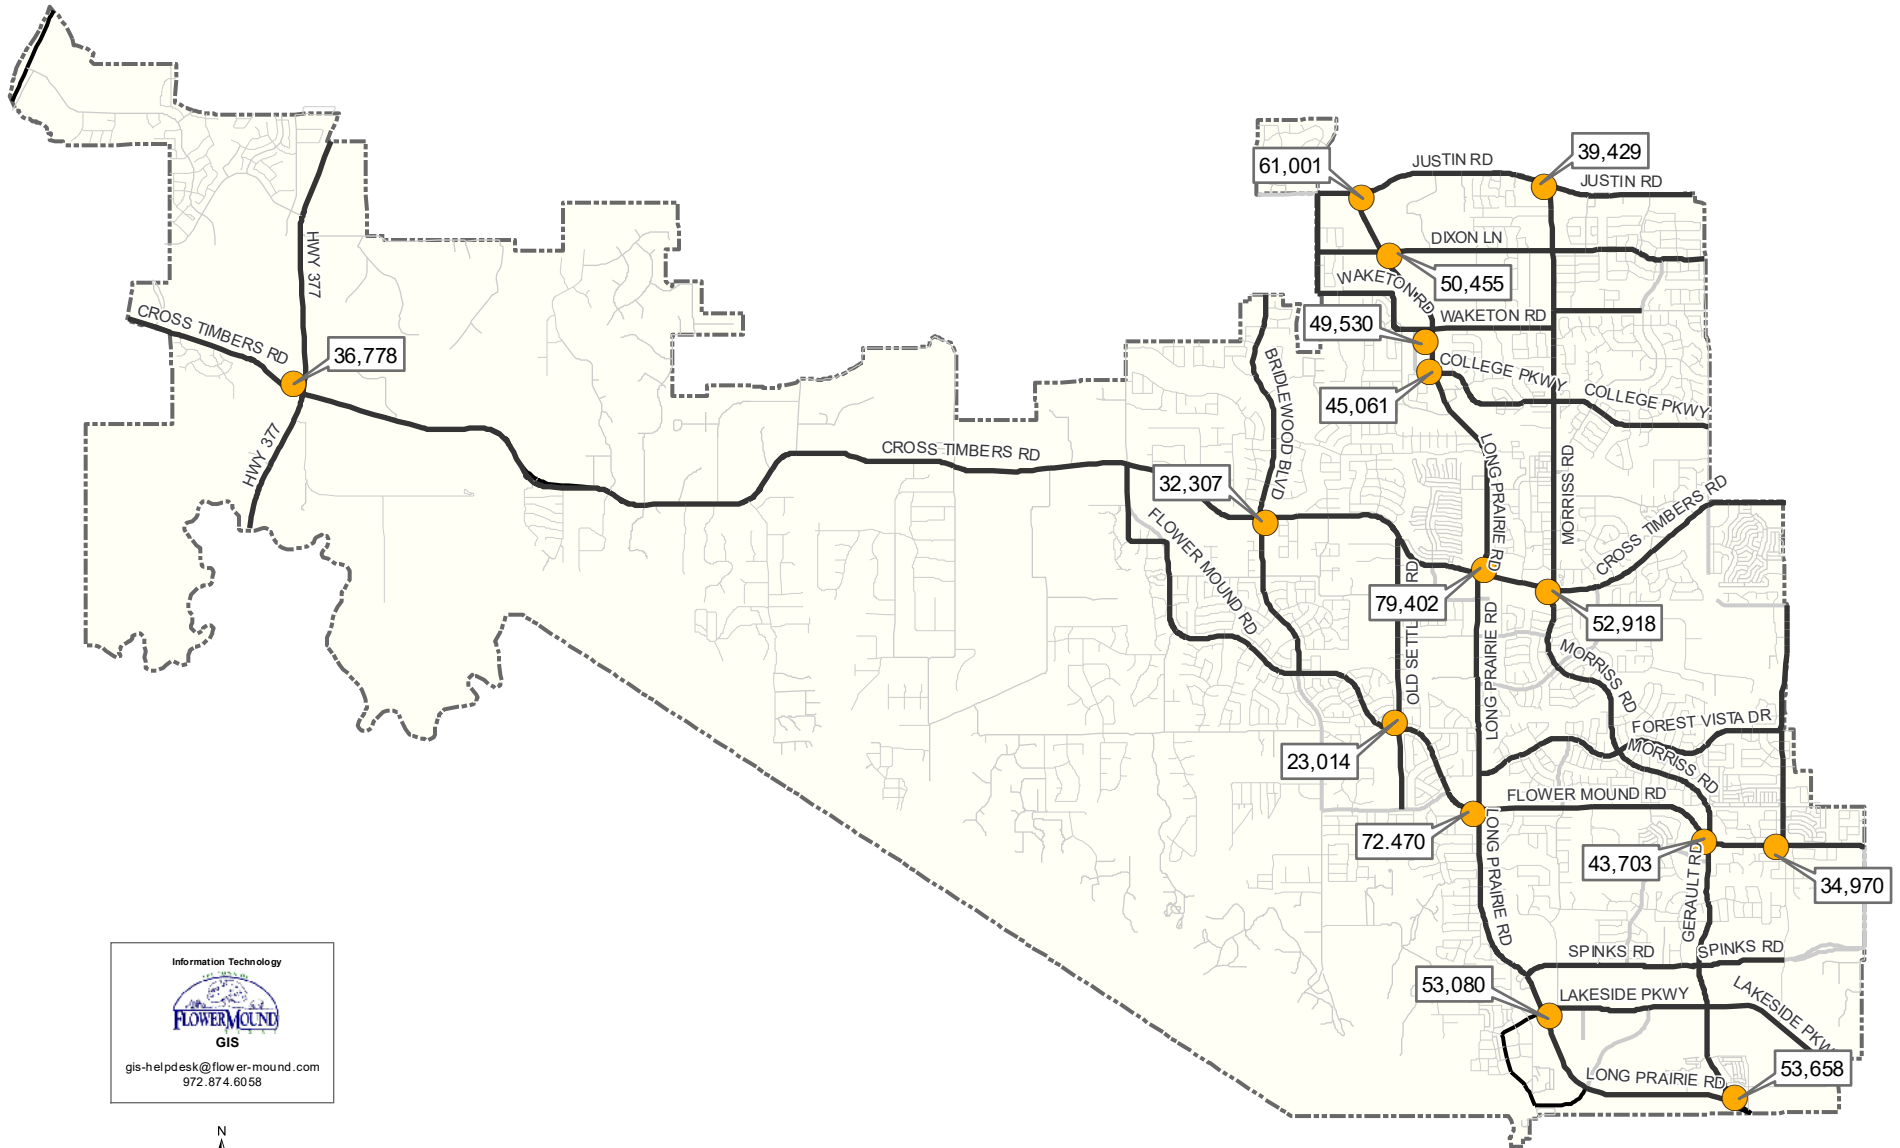 61,001
JUSTIN RD
39,429
JUSTIN RD
DIXON LN
50,455
WAKETON RD
WAKETON RD
49,530
HWY 377
CROSS TIMBERS RD
36,778
BRIDLEWOOD BLVD
COLLEGE PKWY
COLLEGE PKWY
45,061
HWY 377
CROSS TIMBERS RD
LONG PRAIRIE RD
MORRISS RD
32,307
CROSS TIMBERS RD
FLOWER MOUND RD
79,402
OLD SETTL RD
52,918
LONG PRAIRIE RD
MORRISS RD
FOREST VISTA DR
MORRISS RD
23,014
FLOWER MOUND RD
72.470
LONG PRAIRIE RD
43,703
GERAULT RD
34,970
SPINKS RD
SPINKS RD
53,080
LAKESIDE PKWY
LAKESIDE PKW
53,658
LONG PRAIRIE RD
Information Technology
FLOWER MOUND
GIS
gis-helpdesk@flower-mound.com
972.874.6058
N